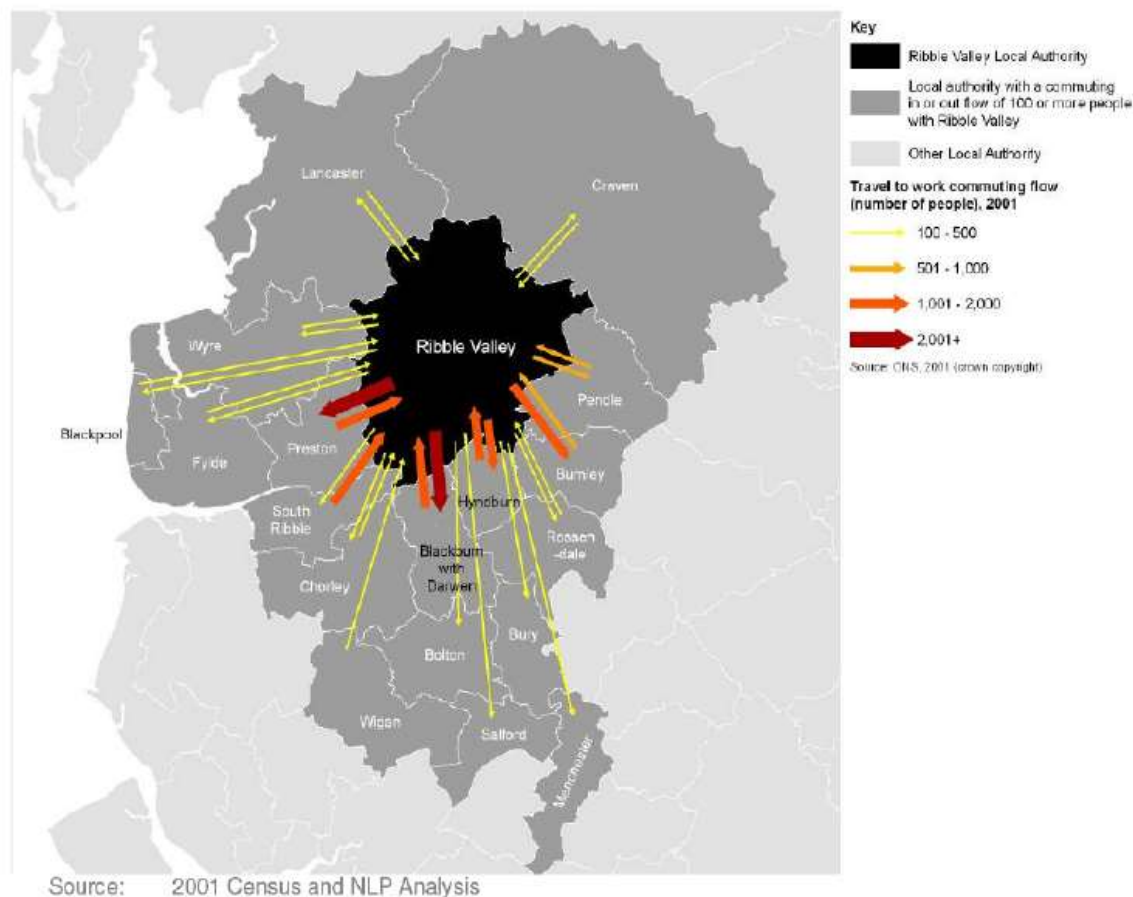 Key
Ribble Valley Local Authority
Local authority with a commuting
in or out flow of 100 or more people
with Ribble Valley
Other Local Authority
Travel to work commuting flow
(number of people), 2001
100 - 500
501 - 1,000
1,001 - 2,000
2,001+
Source: ONS, 2001 (crown copyright)
Lancaster
Craven
Wyre
Ribble Valley
Blackpool
Fylde
Preston
Pendle
Burnley
Hyndburn
South
Ribble
Rossen
-dale
Blackburn
with
Darwen
Chorley
Bolton
Bury
Wigan
Salford
Manchester
Source: 2001 Census and NLP Analysis